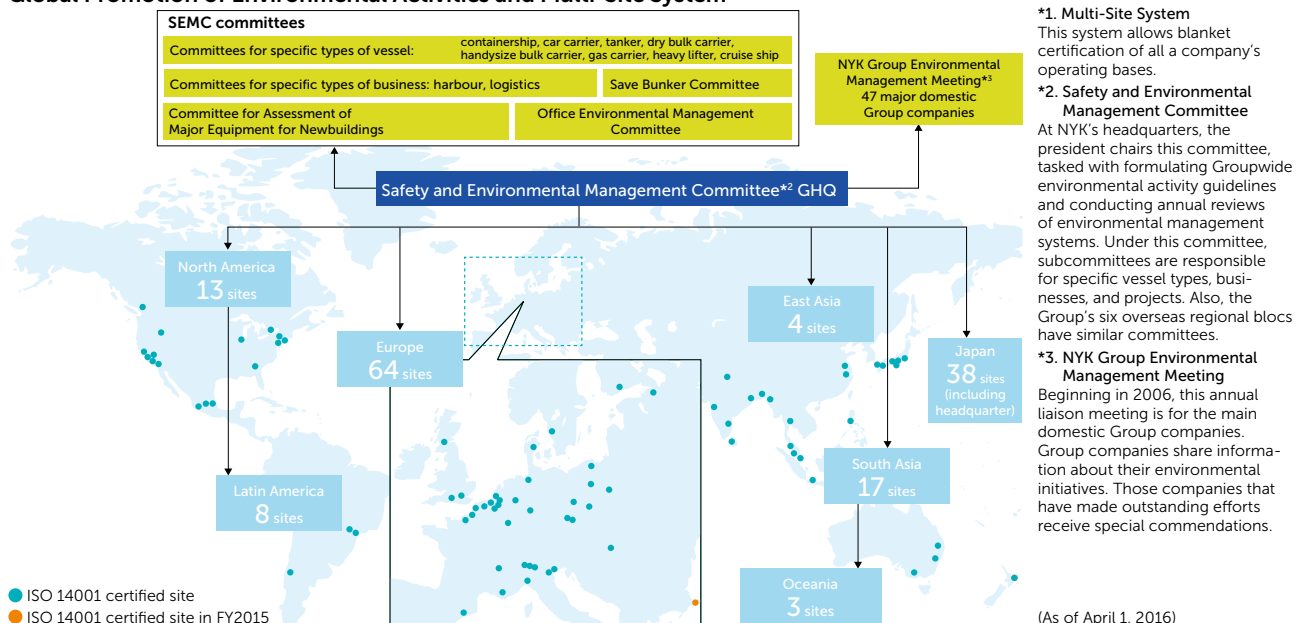 Global Promotion of Environmental Activities and Multi-Site System
SEMC committees
Committees for specific types of vessel:
containership, car carrier, tanker, dry bulk carrier,
handysize bulk carrier, gas carrier, heavy lifter, cruise ship
Committees for specific types of business: harbour, logistics
Save Bunker Committee
Committee for Assessment of
Major Equipment for Newbuildings
Office Environmental Management
Committee
NYK Group Environmental
Management Meeting*3
47 major domestic
Group companies
Safety and Environmental Management Committee*2 GHQ
North America
13 sites
Europe
64 sites
East Asia
4 sites
Japan
38 sites
(including
headquarter)
Latin America
8 sites
South Asia
17 sites
Oceania
3 sites
ISO 14001 certified site
ISO 14001 certified site in FY2015
*1. Multi-Site System
This system allows blanket
certification of all a company's
operating bases.
*2. Safety and Environmental
Management Committee
At NYK's headquarters, the
president chairs this committee,
tasked with formulating Groupwide
environmental activity guidelines
and conducting annual reviews
of environmental management
systems. Under this committee,
subcommittees are responsible
for specific vessel types, busi-
nesses, and projects. Also, the
Group's six overseas regional blocs
have similar committees.
*3. NYK Group Environmental
Management Meeting
Beginning in 2006, this annual
liaison meeting is for the main
domestic Group companies.
Group companies share informa-
tion about their environmental
initiatives. Those companies that
have made outstanding efforts
receive special commendations.
(As of April 1, 2016)